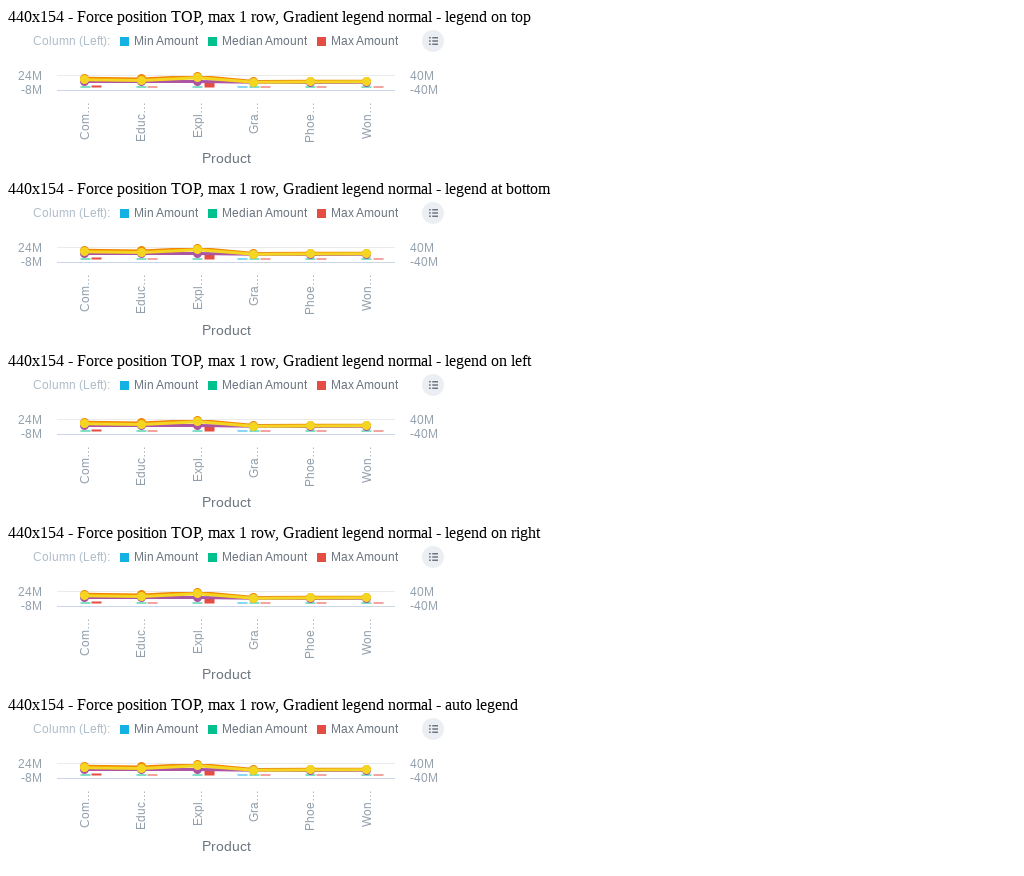 440x154 - Force position TOP, max 1 row, Gradient legend normal - legend on top
Column (Left): Min Amount Median Amount Max Amount
24M 40M
-8M -40M
Com… Educ… Expl… Gra… Phoe… Won…
Product
440x154 - Force position TOP, max 1 row, Gradient legend normal - legend at bottom
Column (Left): Min Amount Median Amount Max Amount
24M 40M
-8M -40M
Com… Educ… Expl… Gra… Phoe… Won…
Product
440x154 - Force position TOP, max 1 row, Gradient legend normal - legend on left
Column (Left): Min Amount Median Amount Max Amount
24M 40M
-8M -40M
Com… Educ… Expl… Gra… Phoe… Won…
Product
440x154 - Force position TOP, max 1 row, Gradient legend normal - legend on right
Column (Left): Min Amount Median Amount Max Amount
24M 40M
-8M -40M
Com… Educ… Expl… Gra… Phoe… Won…
Product
440x154 - Force position TOP, max 1 row, Gradient legend normal - auto legend
Column (Left): Min Amount Median Amount Max Amount
24M 40M
-8M -40M
Com… Educ… Expl… Gra… Phoe… Won…
Product